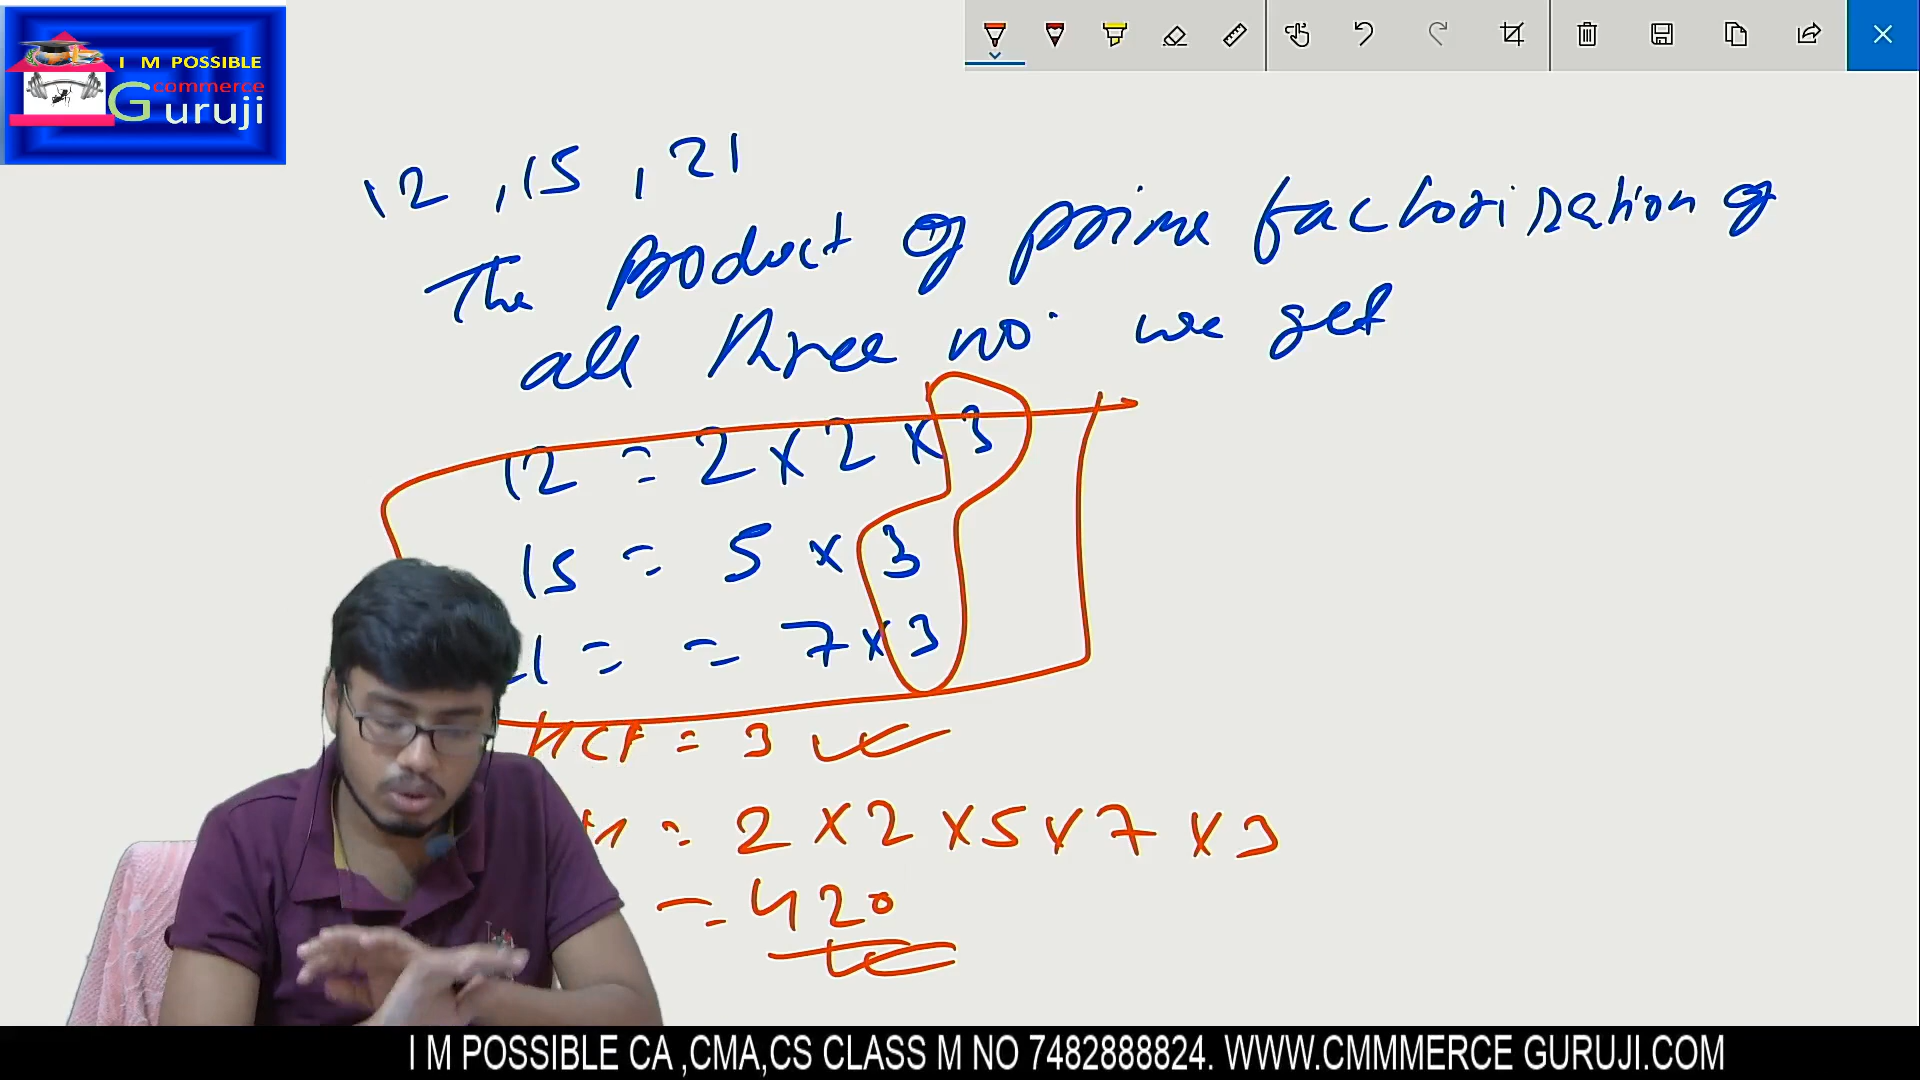 I M POSSIBLE
commerce
Guruji
12 , 15 , 21
The product of prime factorisation of
all three no. we get
12 = 2 × 2 × 3
15 = 5 × 3
1 = = 7 × 3
HCF = 3
= 2 × 2 × 5 × 7 × 3
= 420
I M POSSIBLE CA ,CMA,CS CLASS M NO 7482888824. WWW.CMMMERCE GURUJI.COM